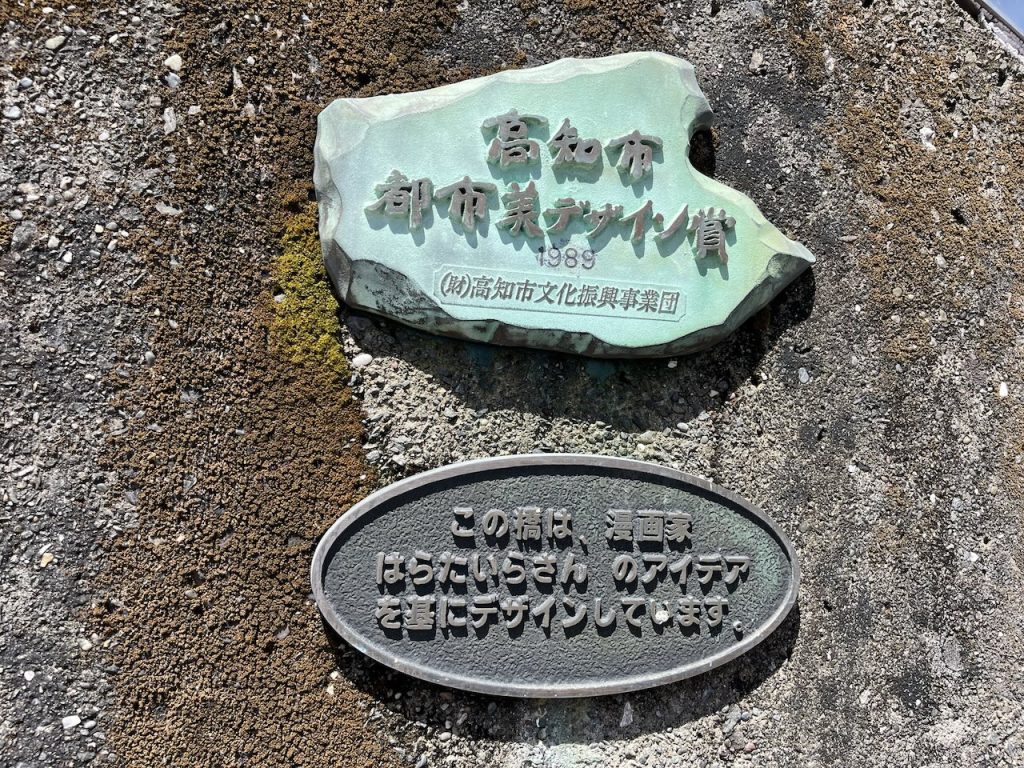 高知市
都市美デザイン賞
1989
(財)高知市文化振興事業団
この橋は、漫画家
はらたいらさん のアイデア
を基にデザインしています。